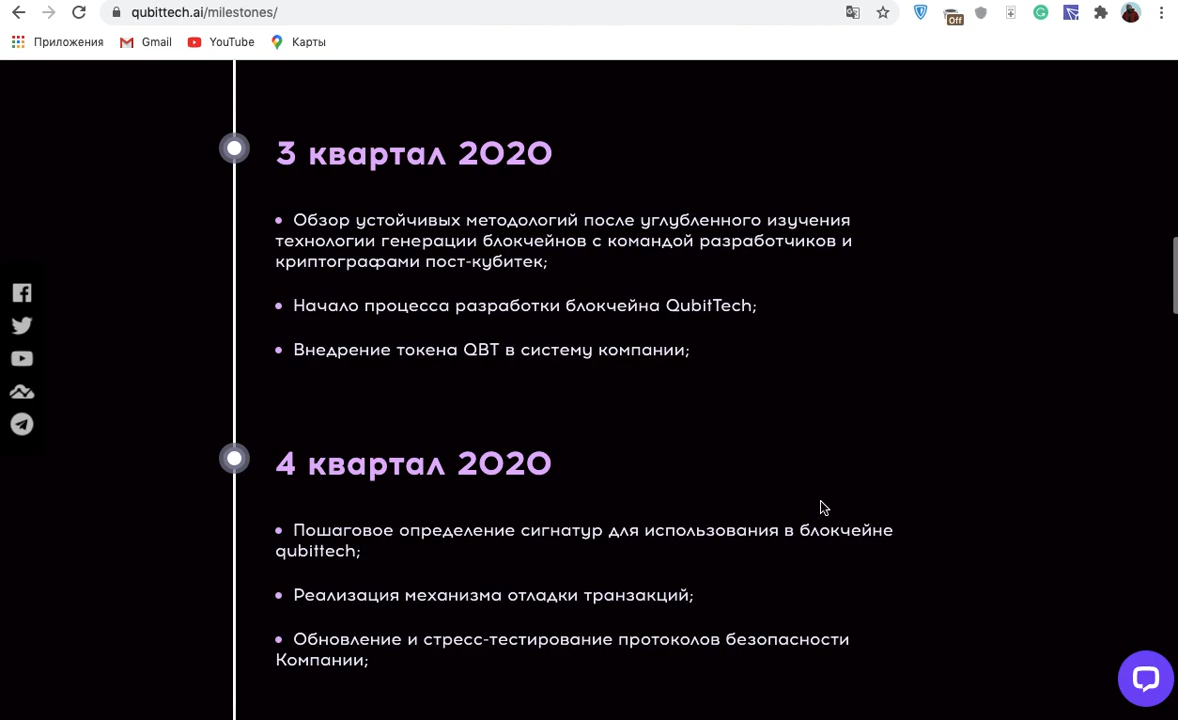 qubittech.ai/milestones/
Off
Приложения Gmail YouTube Карты
3 квартал 2020
• Обзор устойчивых методологий после углубленного изучения
технологии генерации блокчейнов с командой разработчиков и
криптографами пост-кубитек;
• Начало процесса разработки блокчейна QubitTech;
• Внедрение токена QBT в систему компании;
4 квартал 2020
• Пошаговое определение сигнатур для использования в блокчейне
qubittech;
• Реализация механизма отладки транзакций;
• Обновление и стресс-тестирование протоколов безопасности
Компании;